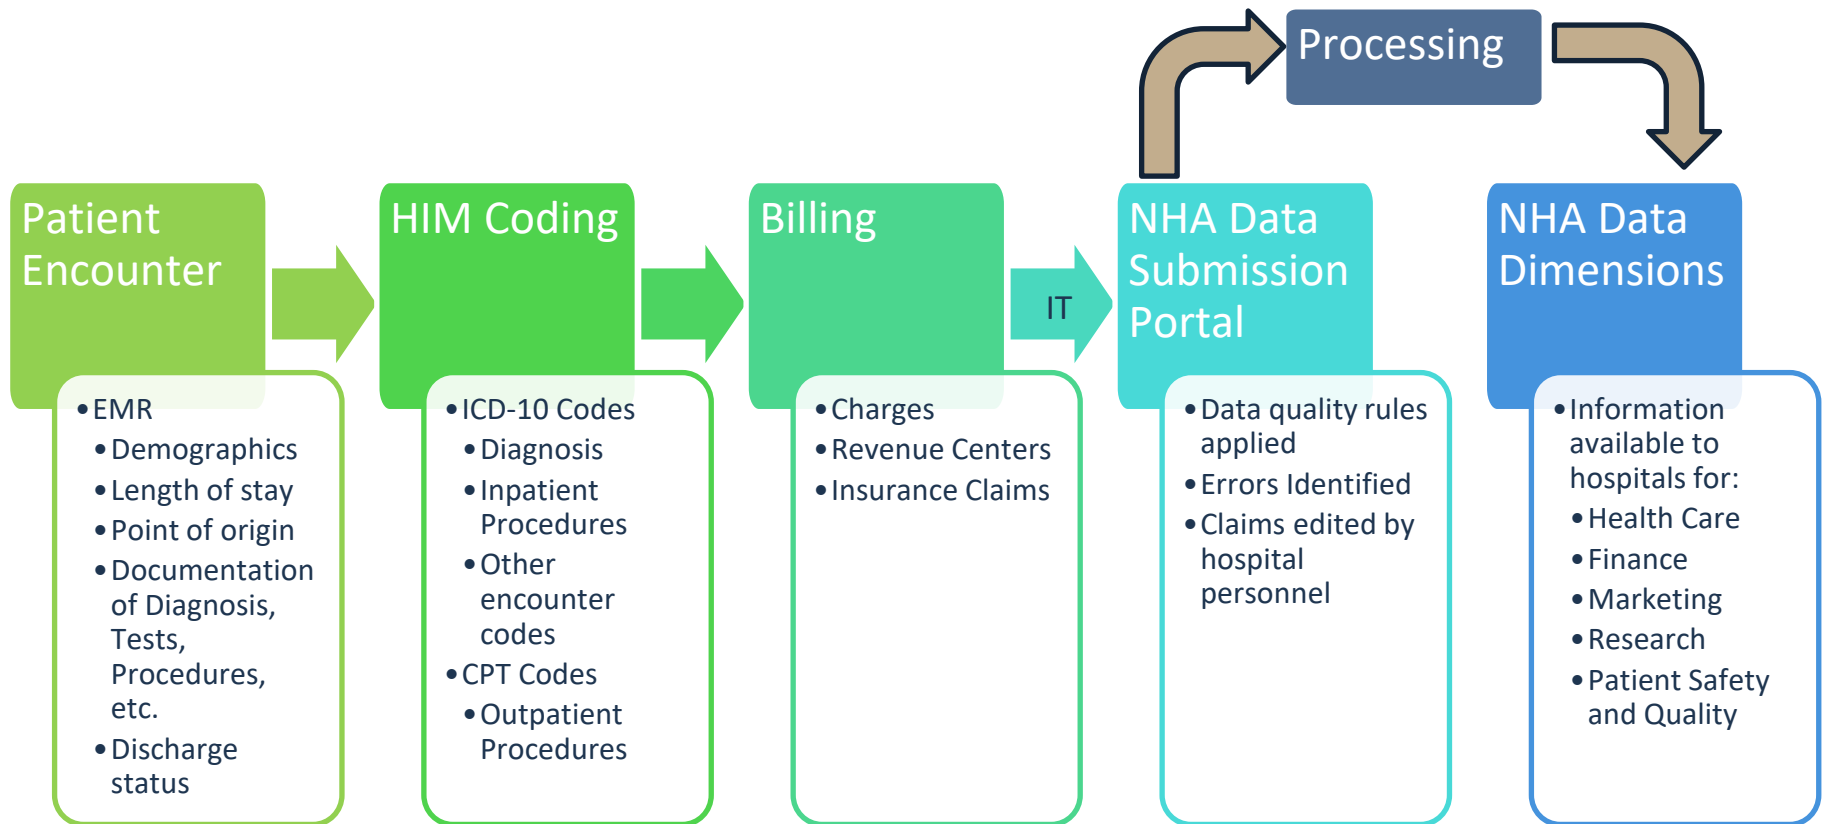 Processing
Patient
Encounter
•EMR
•Demographics
•Length of stay
•Point of origin
•Documentation
of Diagnosis,
Tests,
Procedures,
etc.
•Discharge
status
HIM Coding
•ICD-10 Codes
•Diagnosis
•Inpatient
Procedures
•Other
encounter
codes
•CPT Codes
•Outpatient
Procedures
Billing
•Charges
•Revenue Centers
•Insurance Claims
IT
NHA Data
Submission
Portal
•Data quality rules
applied
•Errors Identified
•Claims edited by
hospital
personnel
NHA Data
Dimensions
•Information
available to
hospitals for:
•Health Care
•Finance
•Marketing
•Research
•Patient Safety
and Quality